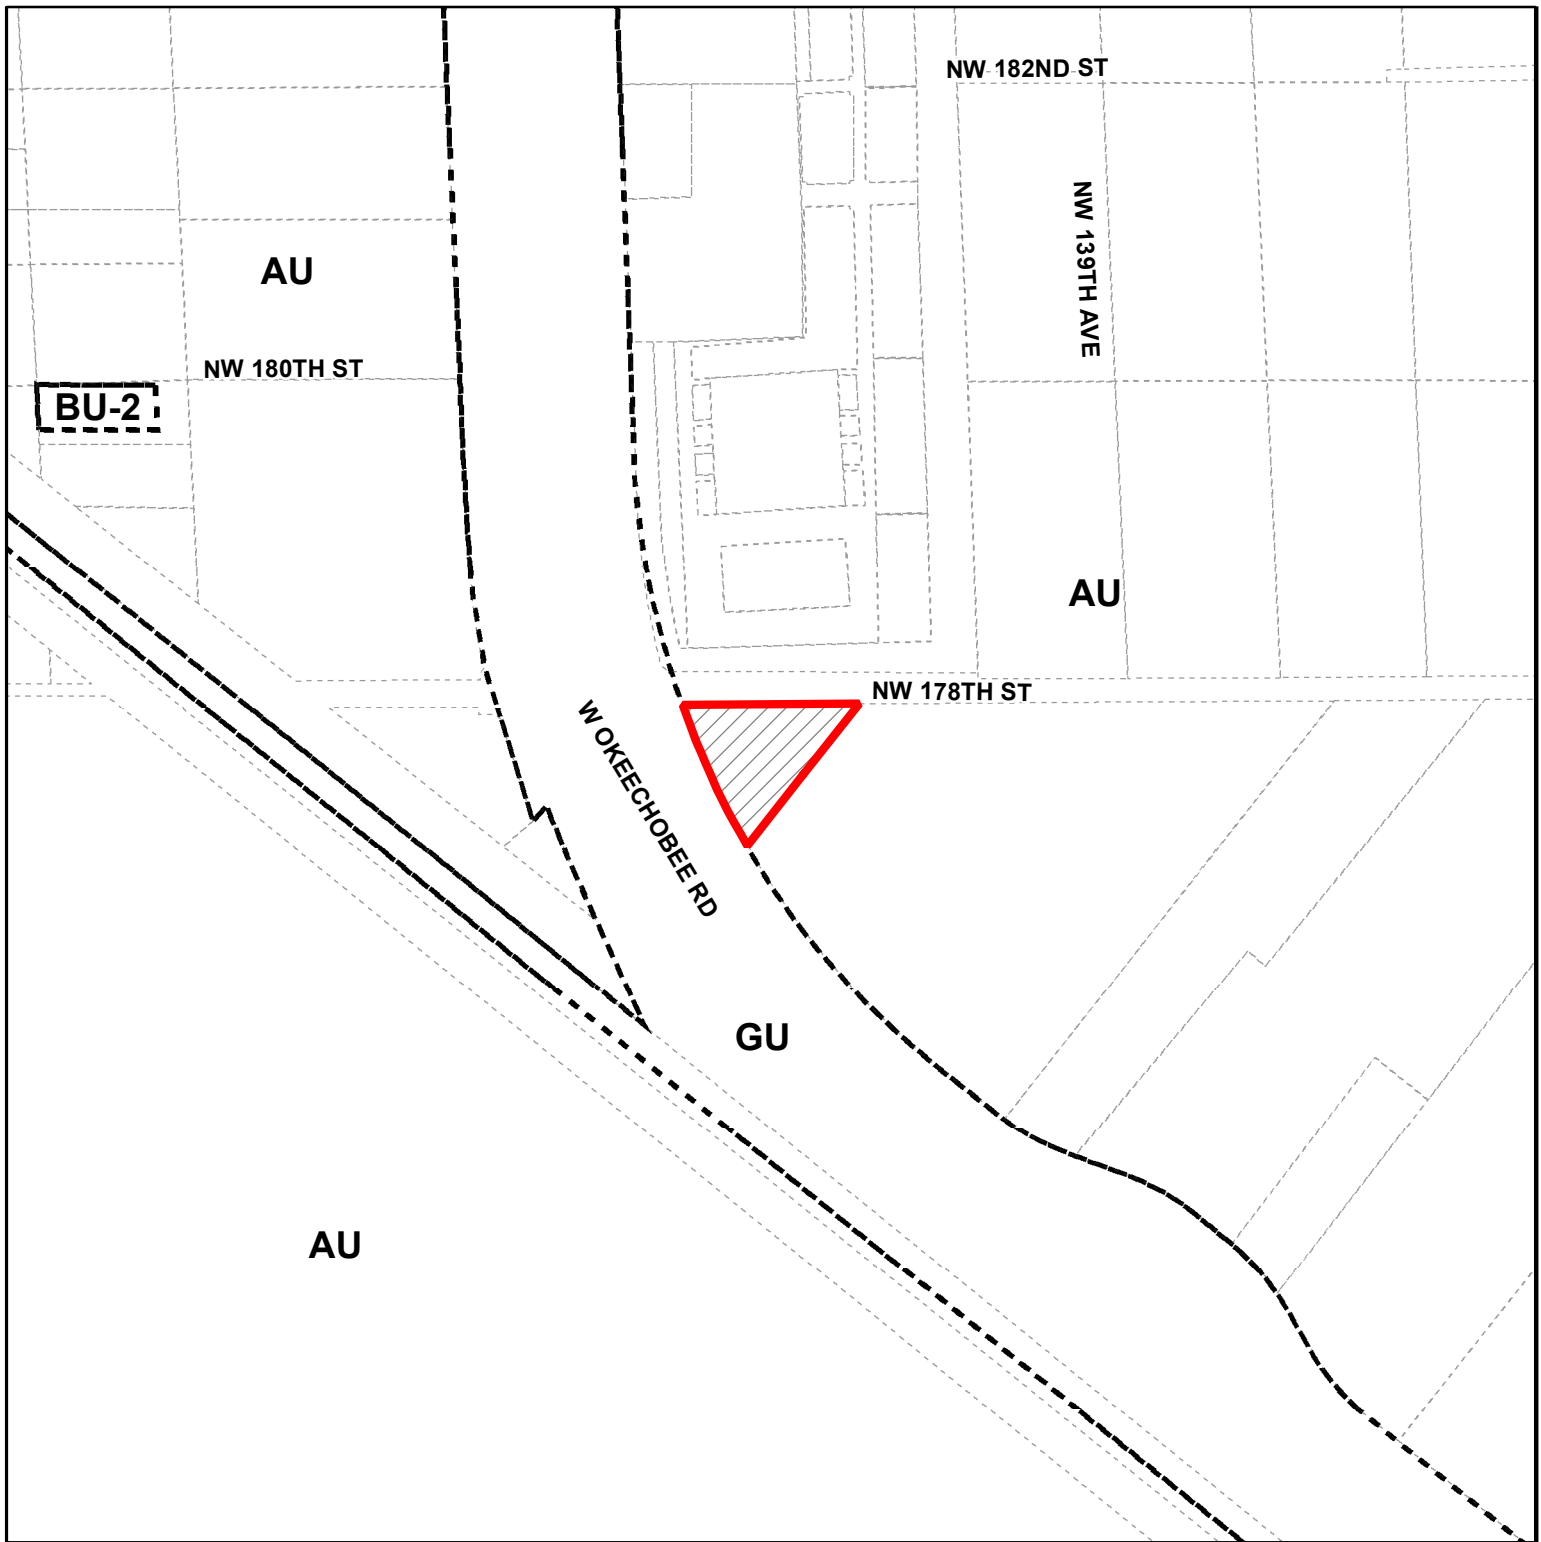 NW 182ND ST
NW 139TH AVE
AU
NW 180TH ST
BU-2
AU
NW 178TH ST
W OKEECHOBEE RD
GU
AU